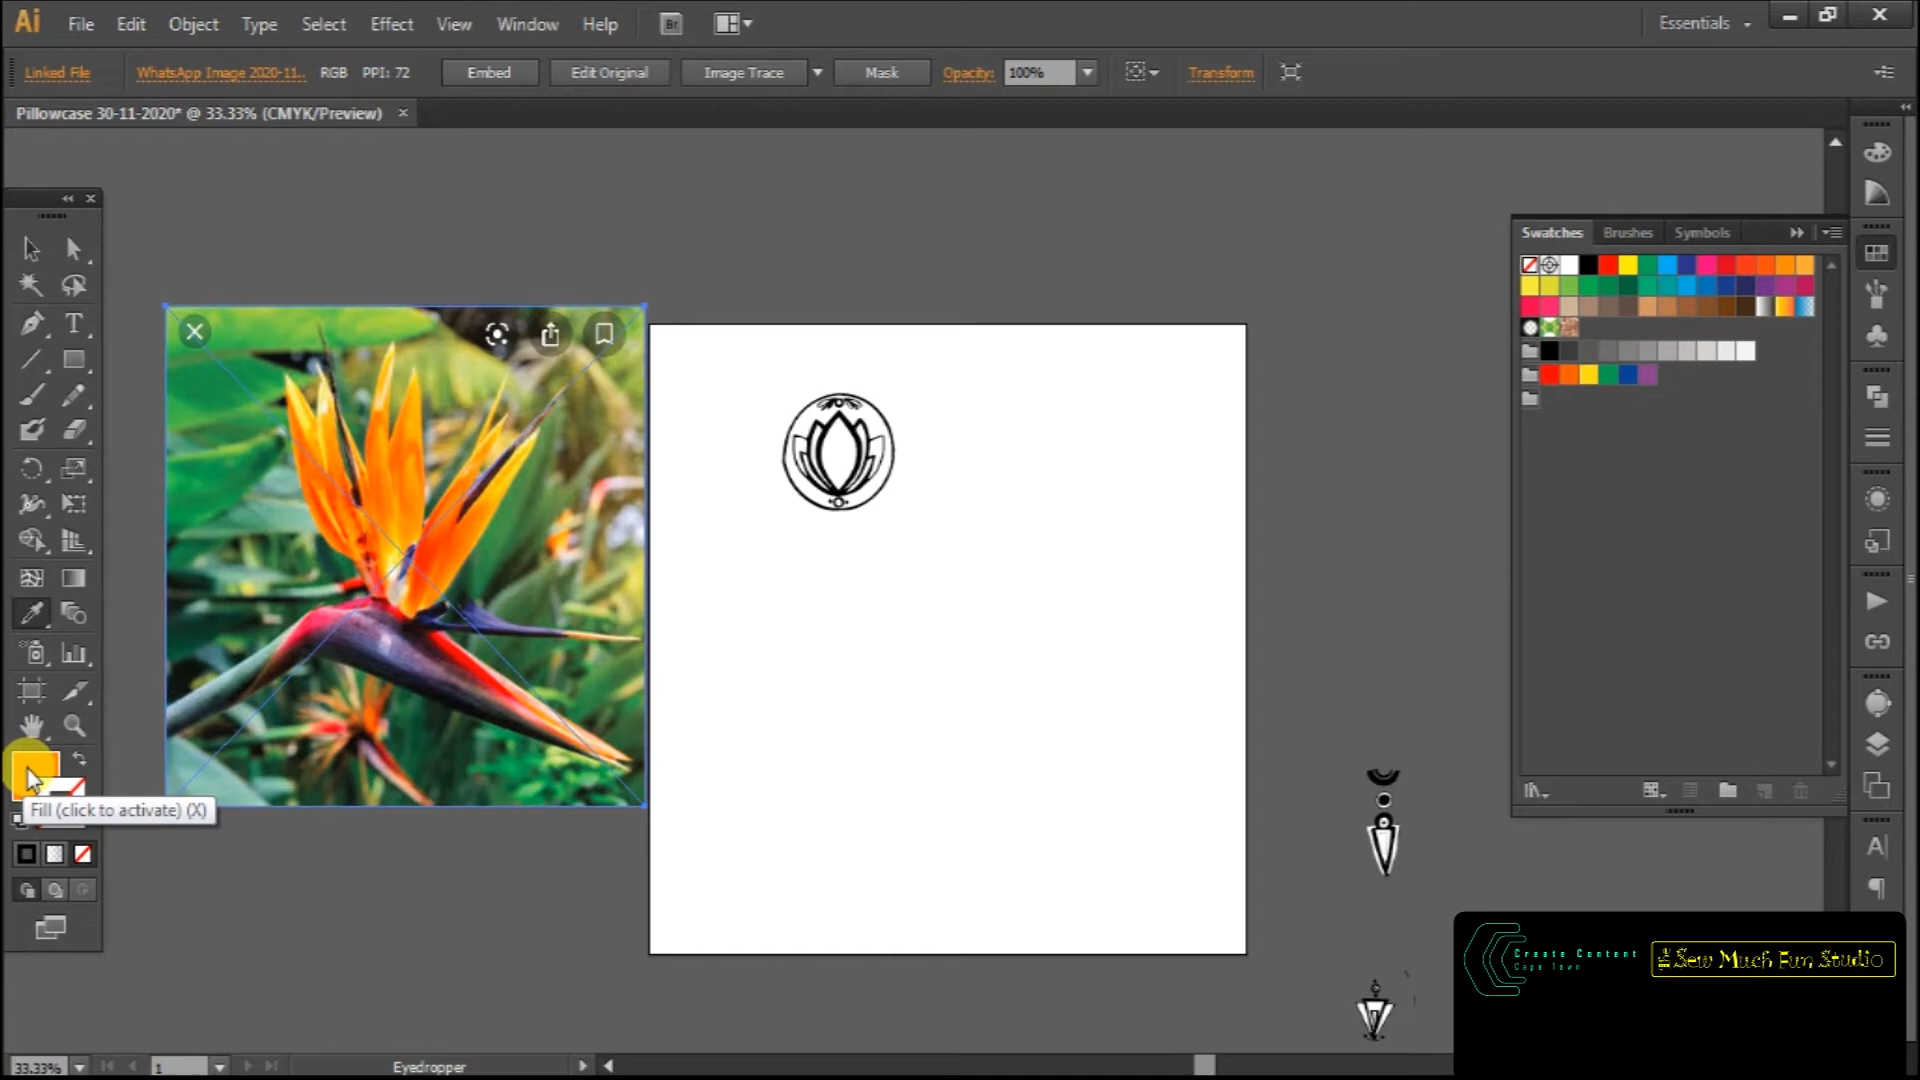 Ai File Edit Object Type Select Effect View Window Help Br Essentials
Linked File WhatsApp Image 2020-11.. RGB PPI: 72 Embed Edit Original Image Trace Mask Opacity: 100% Transform
Pillowcase 30-11-2020* @ 33.33% (CMYK/Preview)
Swatches Brushes Symbols
T
Fill (click to activate) (X)
A
Create Content
Cape Town
Sew Much Fun Studio
33.33% 1 Eyedropper